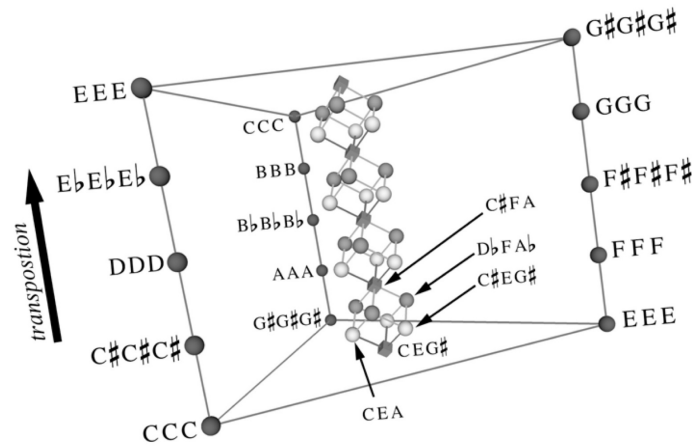 G♯G♯G♯
EEE
GGG
CCC
BBB
E♭E♭E♭
F♯F♯F♯
C♯FA
B♭B♭B♭
D♭FA♭
FFF
DDD
AAA
C♯EG♯
transpostion
G♯G♯G♯
EEE
C♯C♯C♯
CEG♯
CEA
CCC